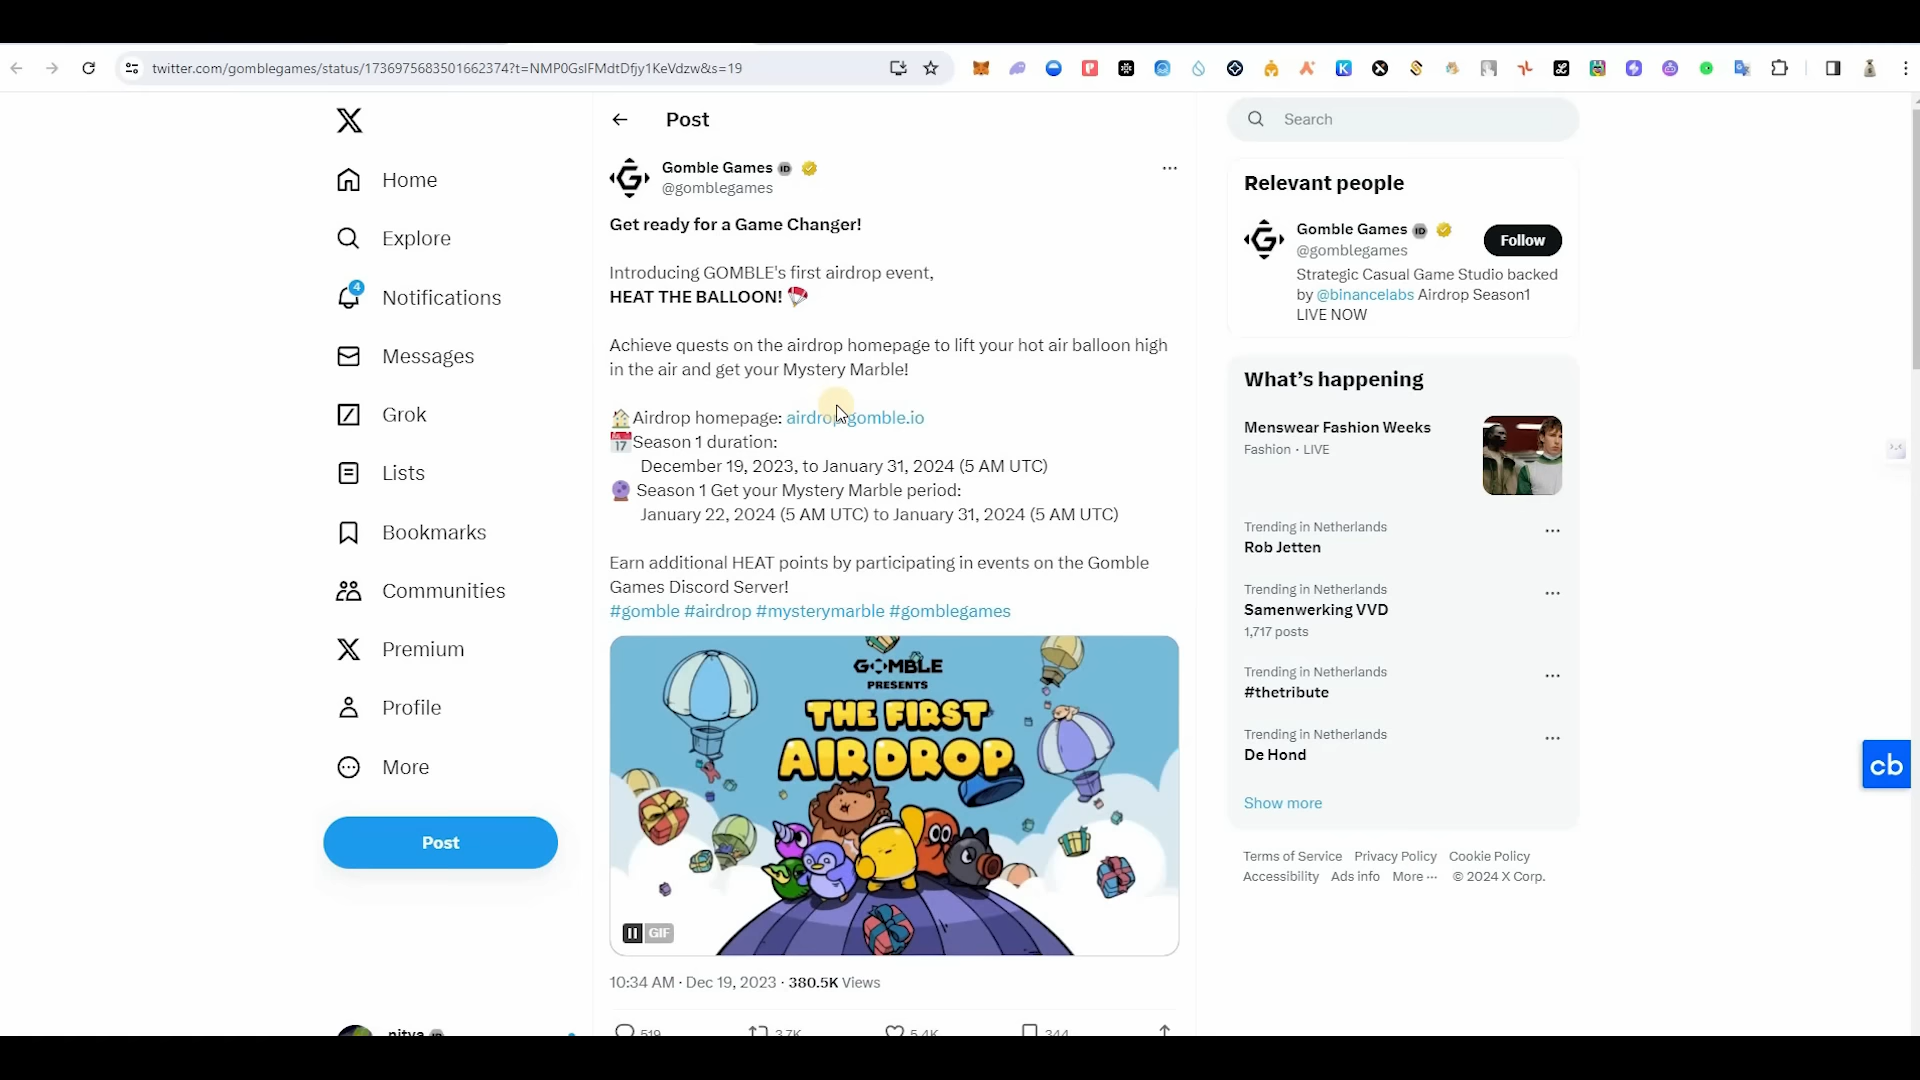 twitter.com/gomblegames/status/1736975683501662374?t=NMP0GsIFMdtDfjy1KeVdzw&s=19
Home
Explore
4
Notifications
Messages
Grok
Lists
Bookmarks
Communities
Premium
Profile
More
Post
nitya
Post
Gomble Games
@gomblegames
Get ready for a Game Changer!
Introducing GOMBLE's first airdrop event,
HEAT THE BALLOON!
Achieve quests on the airdrop homepage to lift your hot air balloon high
in the air and get your Mystery Marble!
Airdrop homepage: airdrop.gomble.io
Season 1 duration:
December 19, 2023, to January 31, 2024 (5 AM UTC)
Season 1 Get your Mystery Marble period:
January 22, 2024 (5 AM UTC) to January 31, 2024 (5 AM UTC)
Earn additional HEAT points by participating in events on the Gomble
Games Discord Server!
#gomble #airdrop #mysterymarble #gomblegames
GOMBLE
PRESENTS
THE FIRST
AIRDROP
GIF
10:34 AM · Dec 19, 2023 · 380.5K Views
519 3.7K 5.4K 344
Search
Relevant people
Gomble Games
@gomblegames
Follow
Strategic Casual Game Studio backed
by @binancelabs Airdrop Season1
LIVE NOW
What's happening
Menswear Fashion Weeks
Fashion · LIVE
Trending in Netherlands
Rob Jetten
Trending in Netherlands
Samenwerking VVD
1,717 posts
Trending in Netherlands
#thetribute
Trending in Netherlands
De Hond
Show more
Terms of Service Privacy Policy Cookie Policy
Accessibility Ads info More ··· © 2024 X Corp.
cb